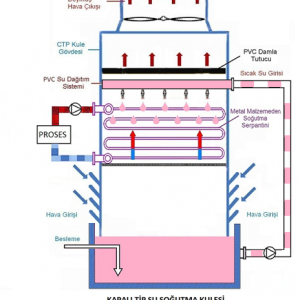 Hava Çıkışı
CTP Kule
Gövdesi
PVC Damla
Tutucu
Sıcak Su Girişi
PVC Su Dağıtım
Sistemi
Metal Malzemeden
Soğutma
Serpantini
PROSES
Hava Girişi
Hava Girişi
Besleme
KAPALI TİP SU SOĞUTMA KULESİ